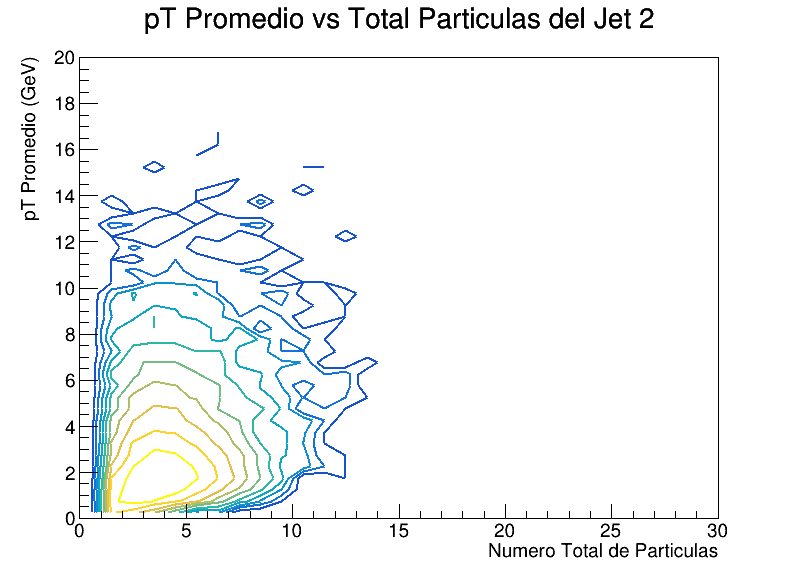 pT Promedio vs Total Particulas del Jet 2
pT Promedio (GeV)
20
18
16
14
12
10
8
6
4
2
0
0 5 10 15 20 25 30
Numero Total de Particulas